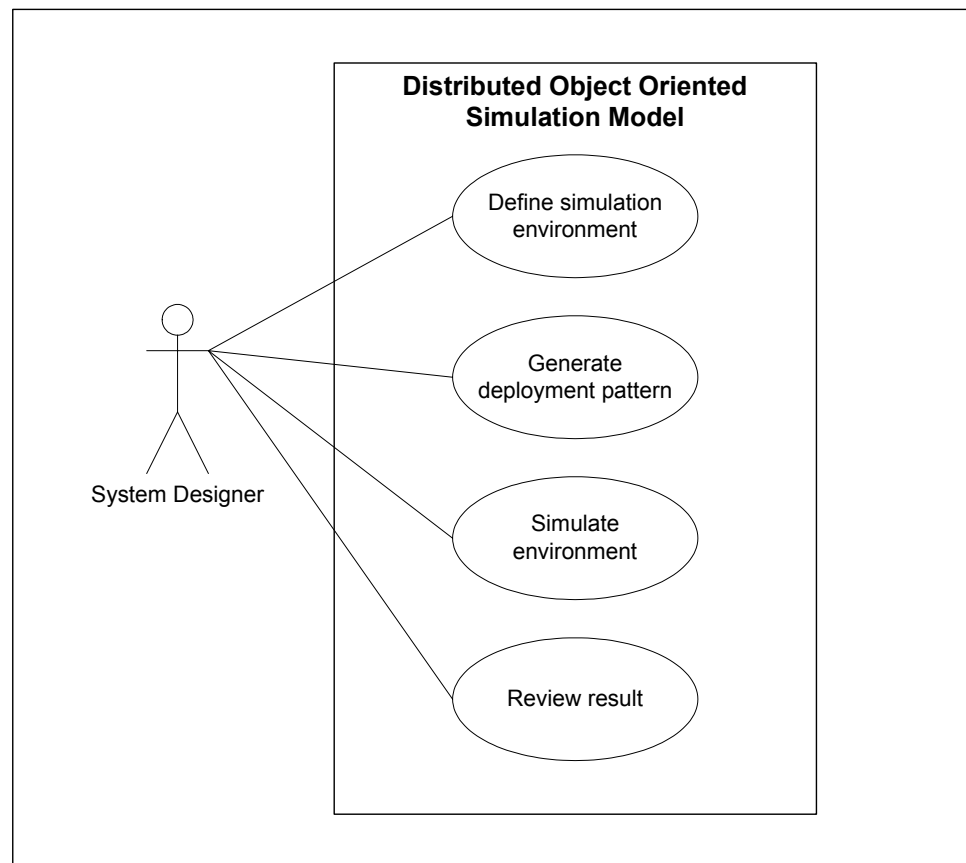 Distributed Object Oriented
Simulation Model
Define simulation
environment
Generate
deployment pattern
System Designer
Simulate
environment
Review result